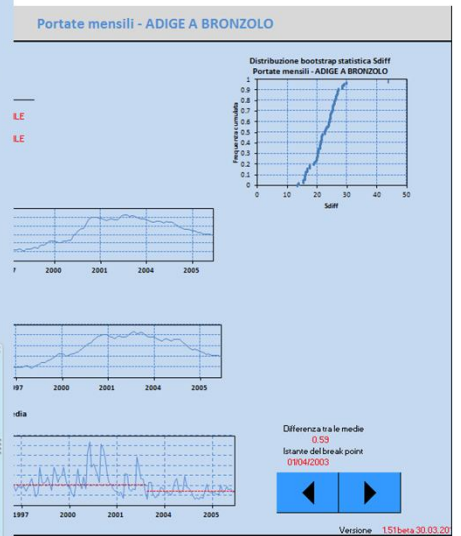 Portate mensili - ADIGE A BRONZOLO
Distribuzione bootstrap statistica Sdiff
Portate mensili - ADIGE A BRONZOLO
Frequenza cumulata
1
0.9
0.8
0.7
0.6
0.5
0.4
0.3
0.2
0.1
0
0 10 20 30 40 50
Sdiff
ILE
ILE
7 2000 2001 2004 2005
997 2000 2001 2004 2005
edia
1997 2000 2001 2004 2005
Differenza tra le medie
0.59
Istante del break point
01/04/2003
Versione 1.51beta 30.03.20